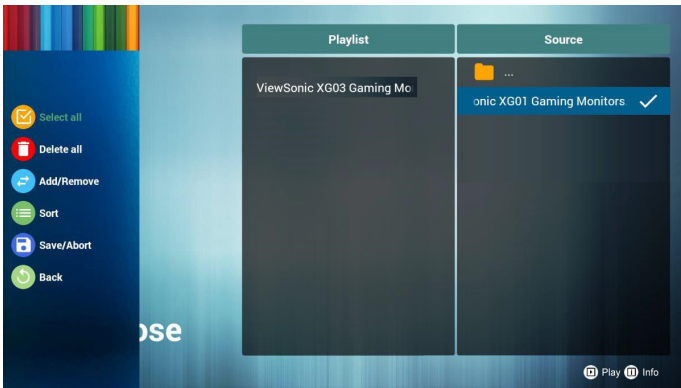 Playlist
Source
ViewSonic XG03 Gaming Mo
...
onic XG01 Gaming Monitors.
Select all
Delete all
Add/Remove
Sort
Save/Abort
Back
ose
Play
Info